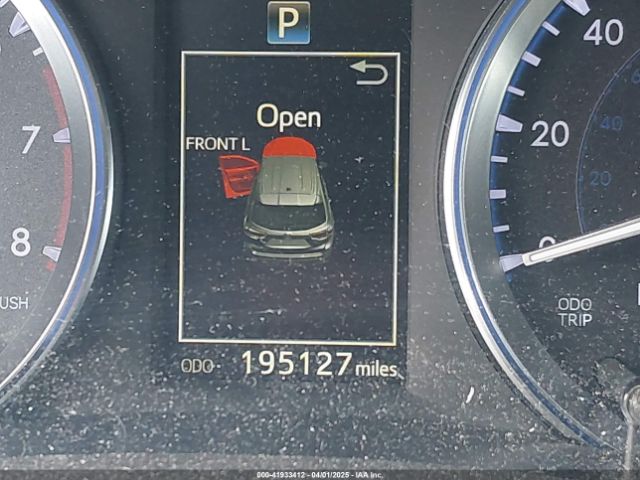 P
Open
FRONT L
ODO 195127 miles
7
8
USH
40
20
0
40
20
ODO
TRIP
000-41933412 - 04/01/2025 - IAA Inc.